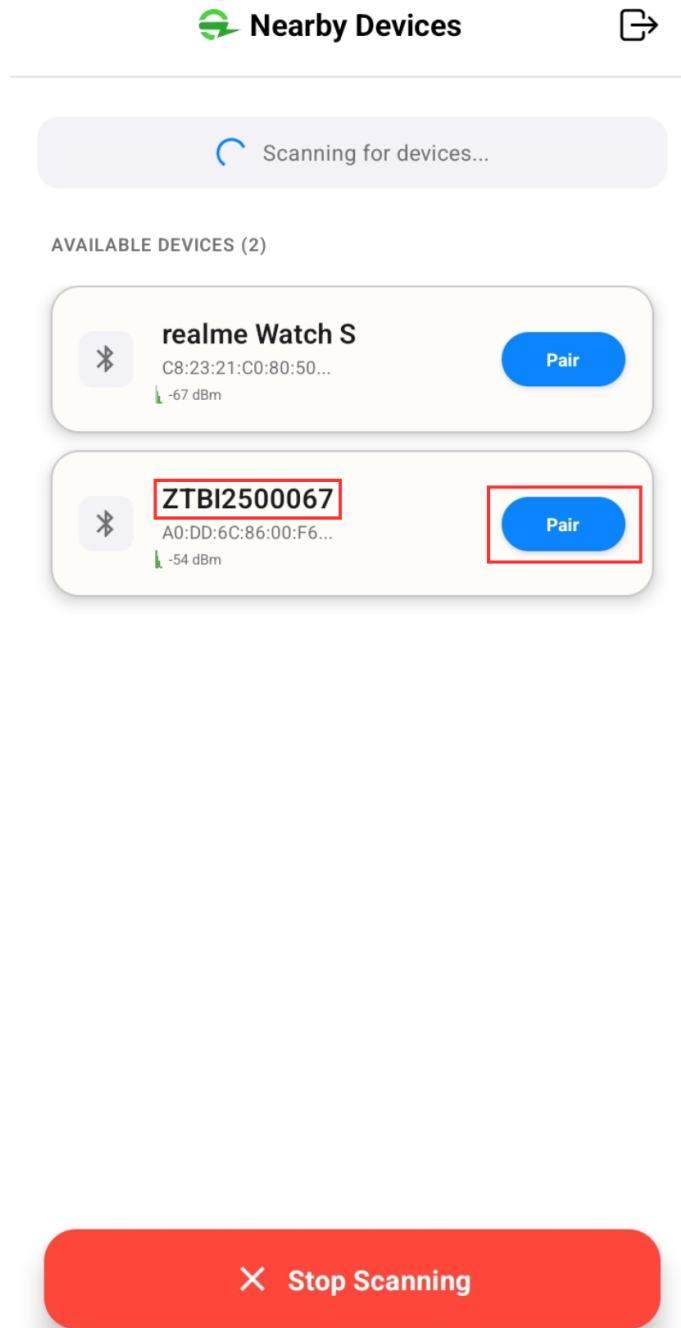 Nearby Devices
Scanning for devices...
AVAILABLE DEVICES (2)
realme Watch S
C8:23:21:C0:80:50...
-67 dBm
Pair
ZTBI2500067
A0:DD:6C:86:00:F6...
-54 dBm
Pair
Stop Scanning